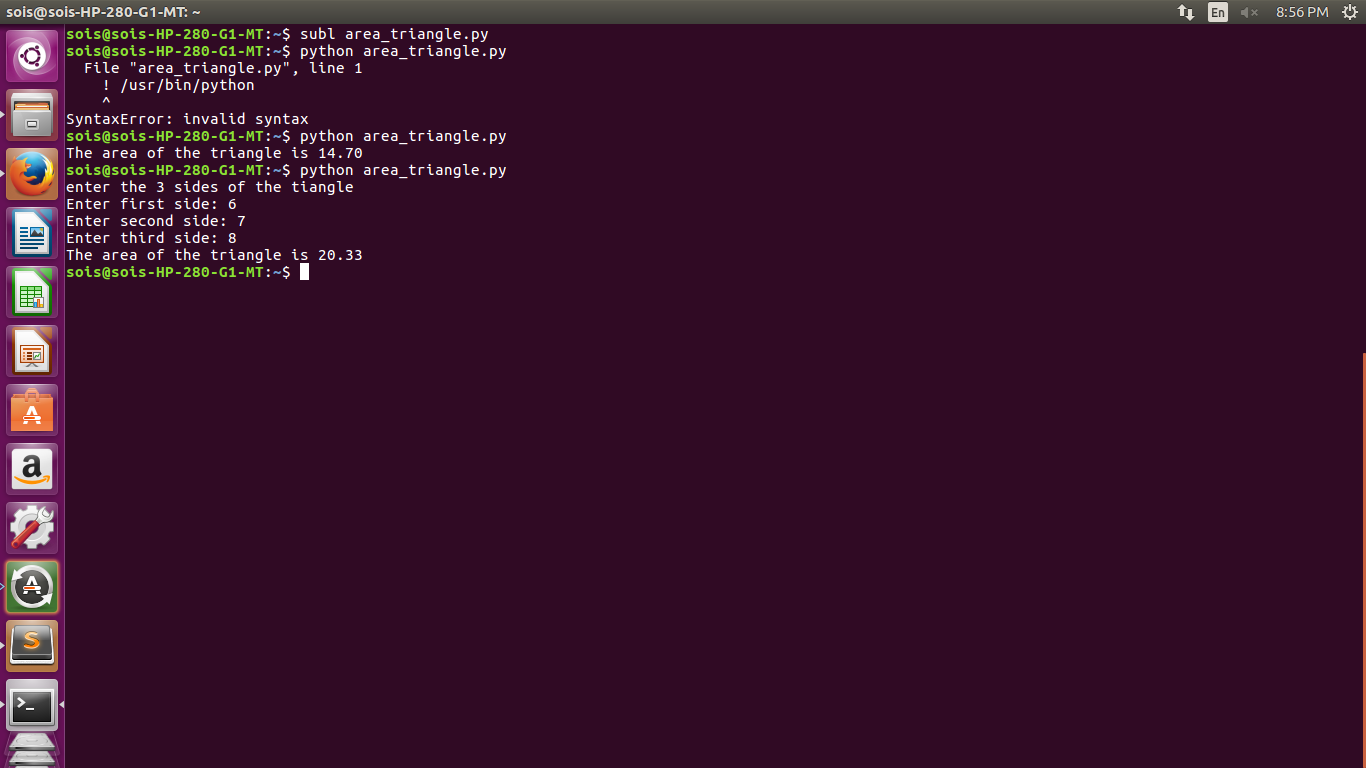 sois@sois-HP-280-G1-MT: ~
En
8:56 PM
sois@sois-HP-280-G1-MT:~$ subl area_triangle.py
sois@sois-HP-280-G1-MT:~$ python area_triangle.py
  File "area_triangle.py", line 1
    ! /usr/bin/python
    ^
SyntaxError: invalid syntax
sois@sois-HP-280-G1-MT:~$ python area_triangle.py
The area of the triangle is 14.70
sois@sois-HP-280-G1-MT:~$ python area_triangle.py
enter the 3 sides of the tiangle
Enter first side: 6
Enter second side: 7
Enter third side: 8
The area of the triangle is 20.33
sois@sois-HP-280-G1-MT:~$